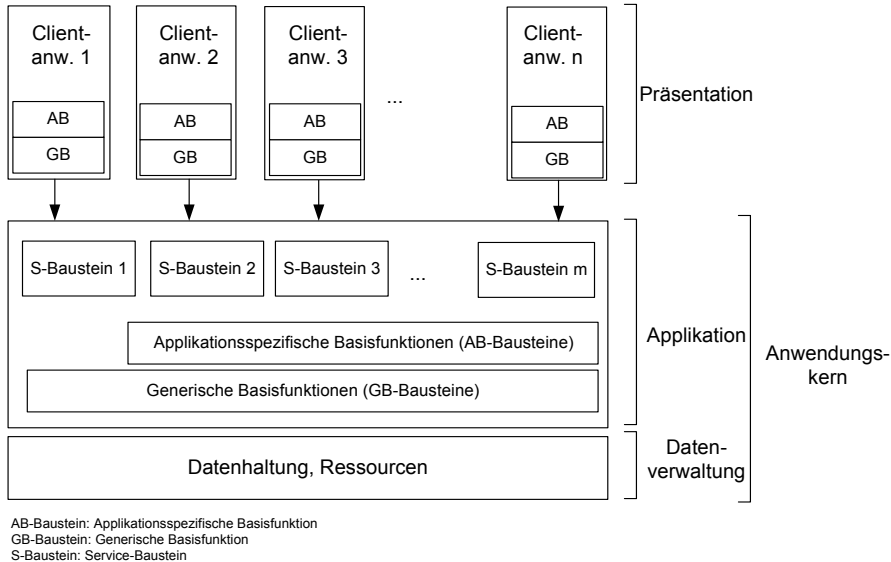 Client-
anw. 1
Client-
anw. 2
Client-
anw. 3
Client-
anw. n
...
AB
GB
AB
GB
AB
GB
AB
GB
Präsentation
S-Baustein 1
S-Baustein 2
S-Baustein 3
...
S-Baustein m
Applikationsspezifische Basisfunktionen (AB-Bausteine)
Generische Basisfunktionen (GB-Bausteine)
Applikation
Anwendungs-
kern
Datenhaltung, Ressourcen
Daten-
verwaltung
AB-Baustein: Applikationsspezifische Basisfunktion
GB-Baustein: Generische Basisfunktion
S-Baustein: Service-Baustein